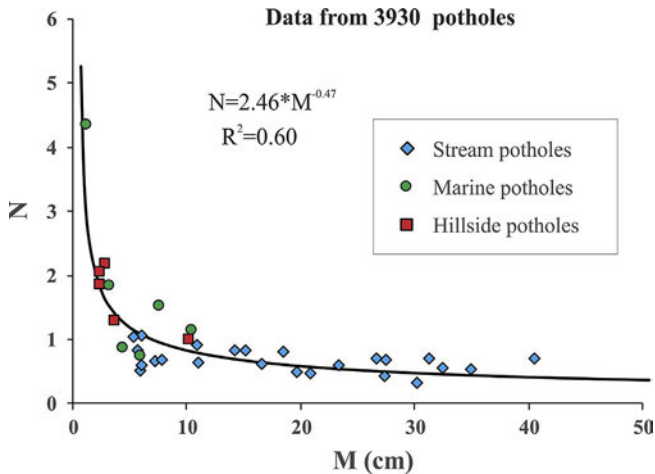 Data from 3930 potholes
6
5
4
3
2
1
0
N
N=2.46*M^-0.47
R²=0.60
Stream potholes
Marine potholes
Hillside potholes
0 10 20 30 40 50
M (cm)